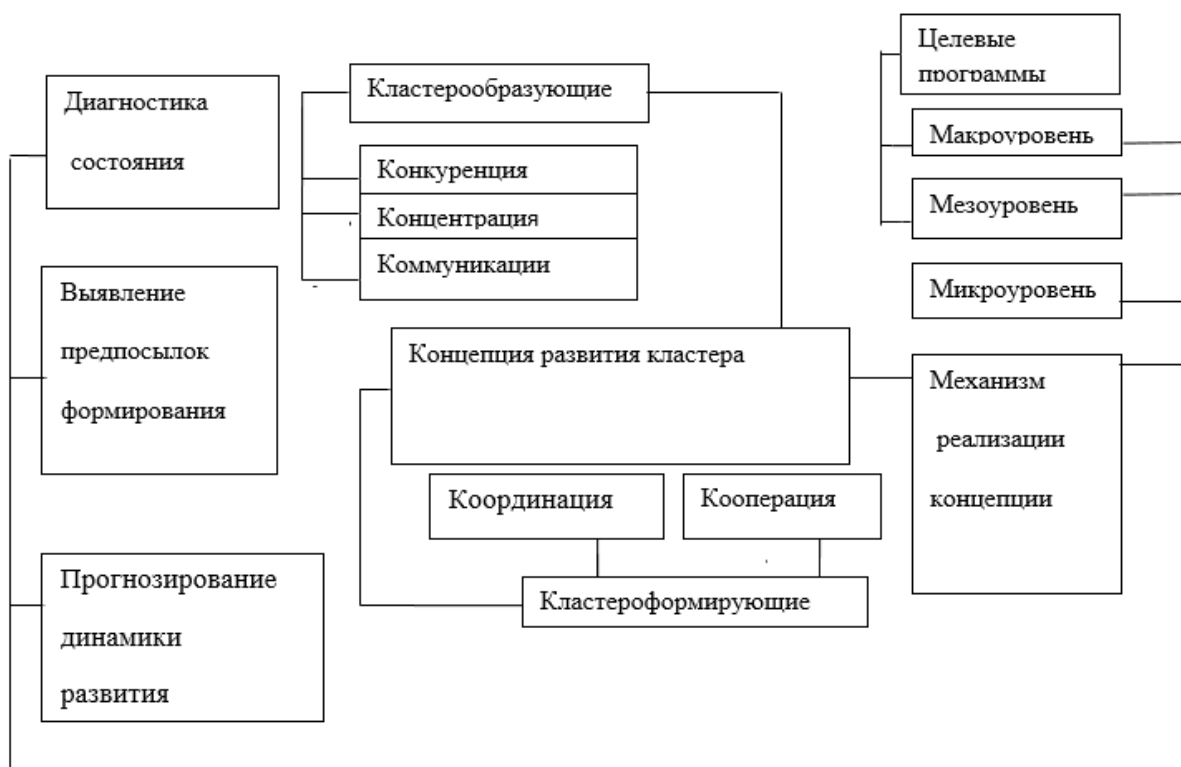 Диагностика
состояния
Выявление
предпосылок
формирования
Прогнозирование
динамики
развития
Кластерообразующие
Конкуренция
Концентрация
Коммуникации
Концепция развития кластера
Координация
Кооперация
Кластероформирующие
Целевые
программы
Макроуровень
Мезоуровень
Микроуровень
Механизм
реализации
концепции